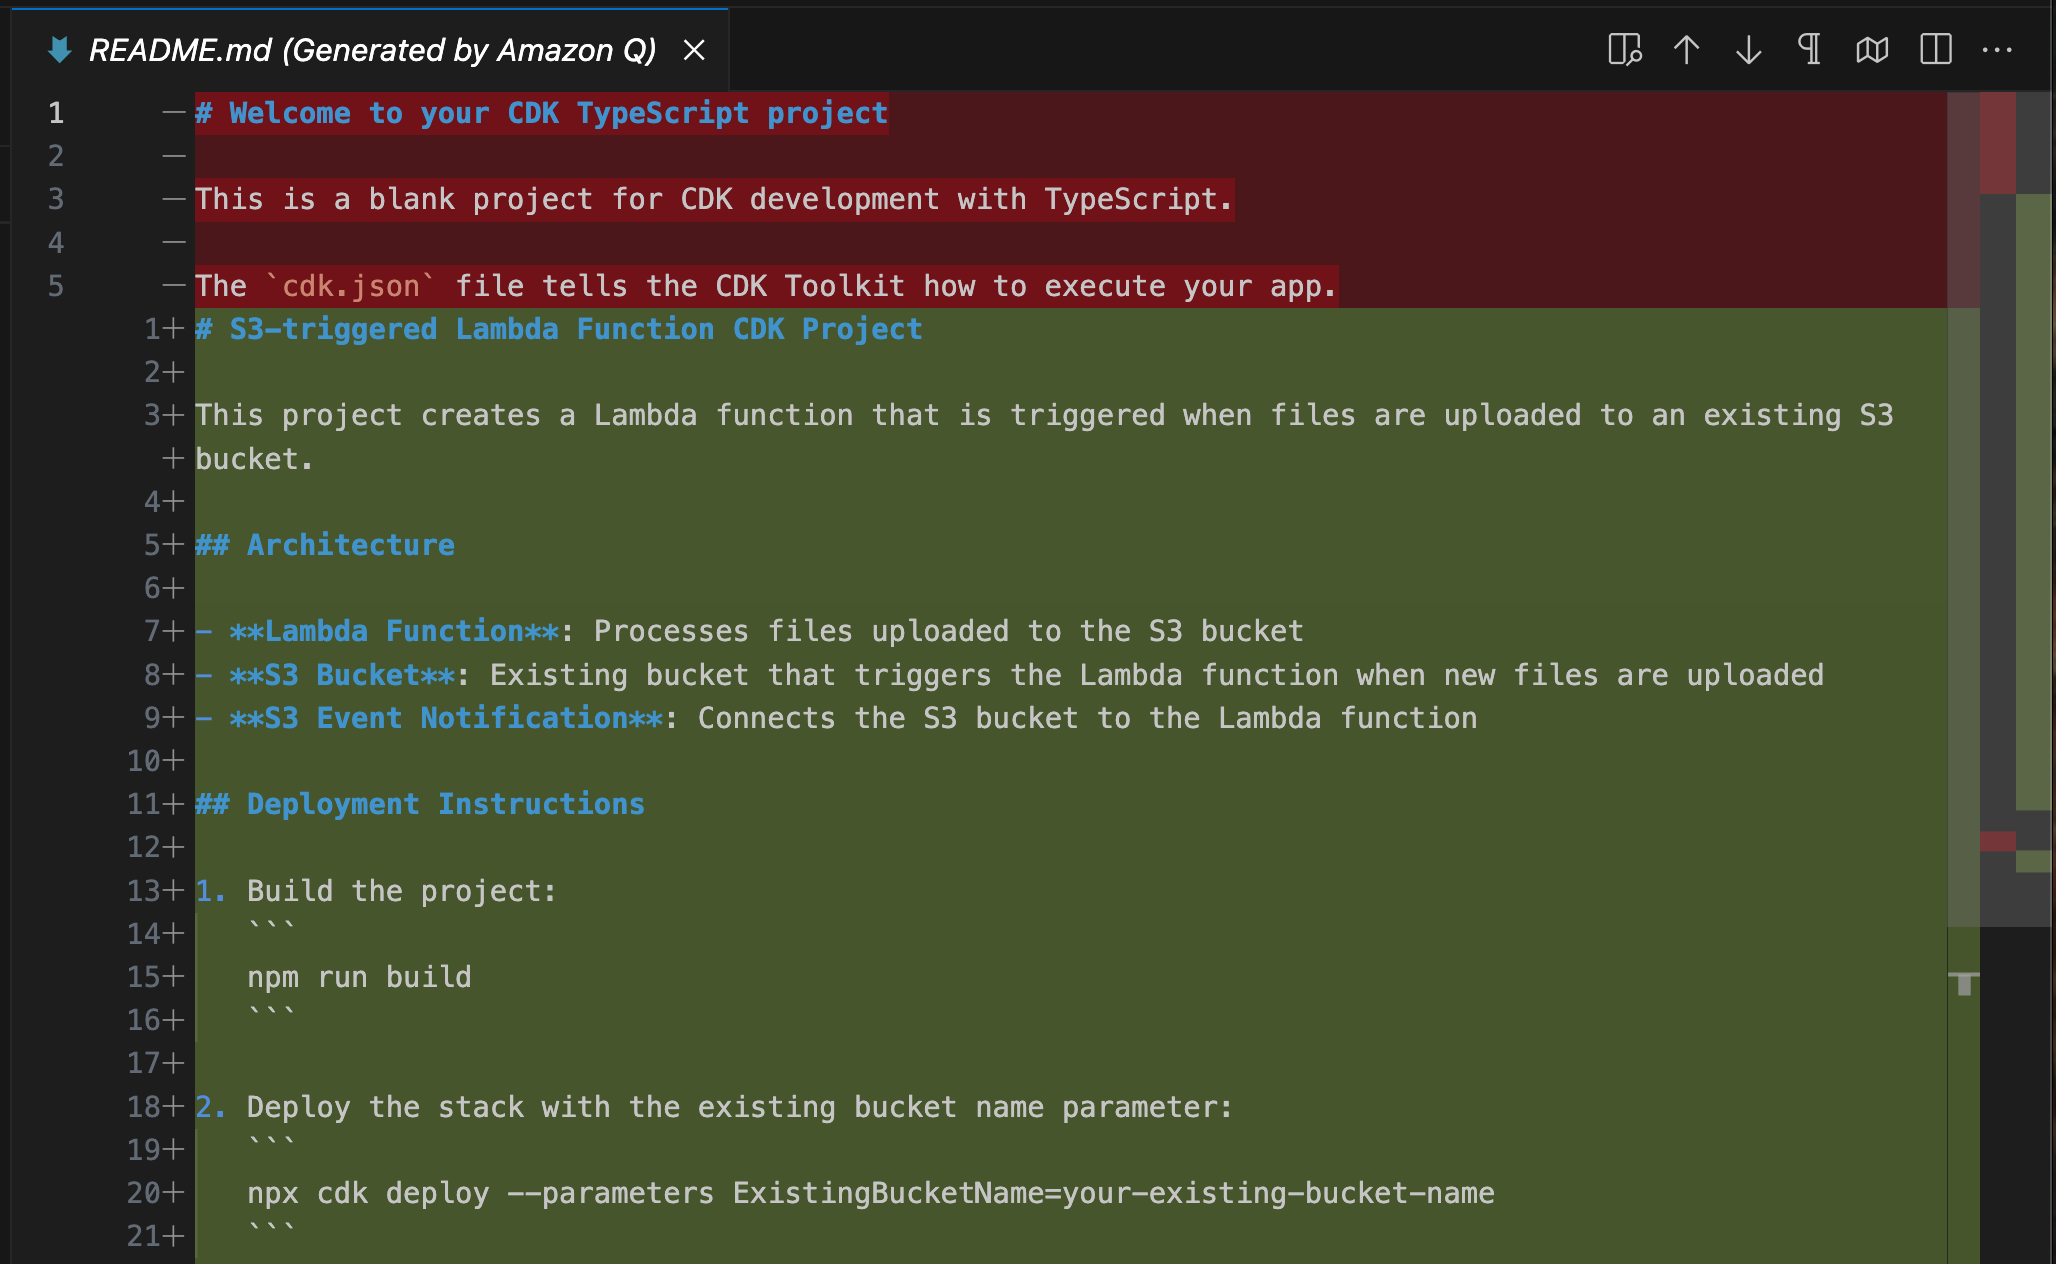 README.md (Generated by Amazon Q)
1 — # Welcome to your CDK TypeScript project
2 —
3 — This is a blank project for CDK development with TypeScript.
4 —
5 — The `cdk.json` file tells the CDK Toolkit how to execute your app.
1+ # S3-triggered Lambda Function CDK Project
2+
3+ This project creates a Lambda function that is triggered when files are uploaded to an existing S3
+ bucket.
4+
5+ ## Architecture
6+
7+ - **Lambda Function**: Processes files uploaded to the S3 bucket
8+ - **S3 Bucket**: Existing bucket that triggers the Lambda function when new files are uploaded
9+ - **S3 Event Notification**: Connects the S3 bucket to the Lambda function
10+
11+ ## Deployment Instructions
12+
13+ 1. Build the project:
14+ ```
15+ npm run build
16+ ```
17+
18+ 2. Deploy the stack with the existing bucket name parameter:
19+ ```
20+ npx cdk deploy --parameters ExistingBucketName=your-existing-bucket-name
21+ ```